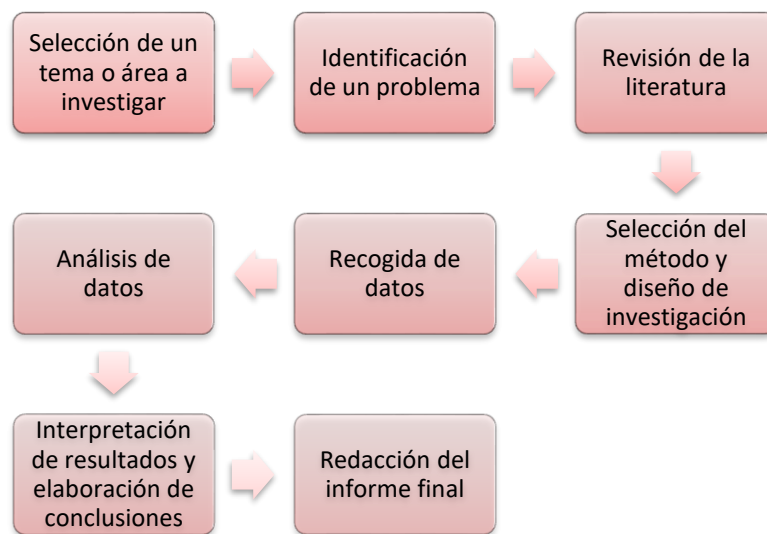 Selección de un
tema o área a
investigar
Identificación
de un problema
Revisión de la
literatura
Selección del
método y
diseño de
investigación
Recogida de
datos
Análisis de
datos
Interpretación
de resultados y
elaboración de
conclusiones
Redacción del
informe final